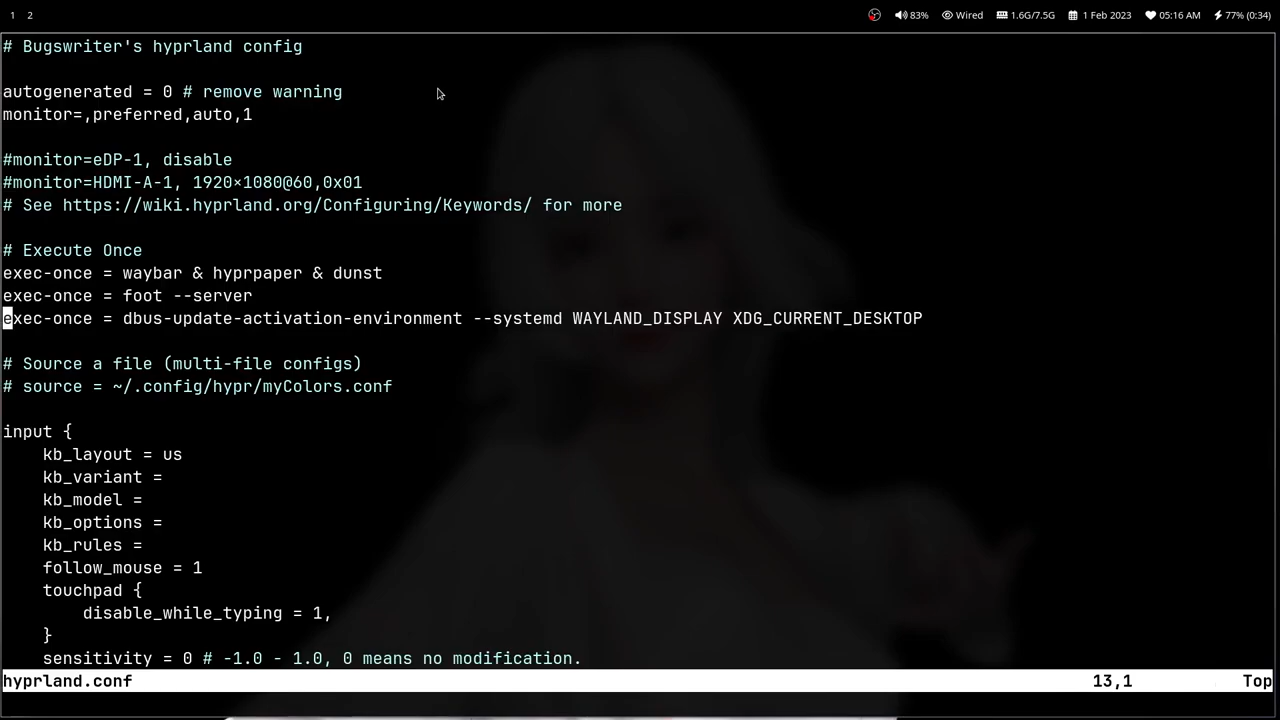 1 2 83% Wired 1.6G/7.5G 1 Feb 2023 05:16 AM 77% (0:34)
# Bugswriter's hyprland config
autogenerated = 0 # remove warning
monitor=,preferred,auto,1
#monitor=eDP-1, disable
#monitor=HDMI-A-1, 1920×1080@60,0x01
# See https://wiki.hyprland.org/Configuring/Keywords/ for more
# Execute Once
exec-once = waybar & hyprpaper & dunst
exec-once = foot --server
exec-once = dbus-update-activation-environment --systemd WAYLAND_DISPLAY XDG_CURRENT_DESKTOP
# Source a file (multi-file configs)
# source = ~/.config/hypr/myColors.conf
input {
    kb_layout = us
    kb_variant =
    kb_model =
    kb_options =
    kb_rules =
    follow_mouse = 1
    touchpad {
        disable_while_typing = 1,
    }
    sensitivity = 0 # -1.0 - 1.0, 0 means no modification.
hyprland.conf 13,1 Top